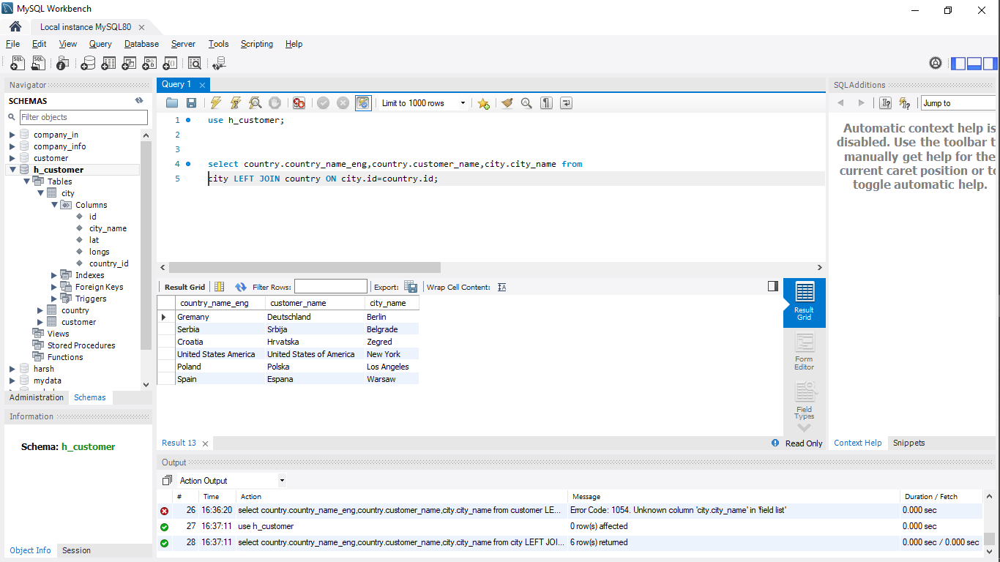 MySQL Workbench
Local instance MySQL80
File Edit View Query Database Server Tools Scripting Help
Navigator
SCHEMAS
Filter objects
company_in
company_info
customer
h_customer
Tables
city
Columns
id
city_name
lat
longs
country_id
Indexes
Foreign Keys
Triggers
country
customer
Views
Stored Procedures
Functions
harsh
mydata
Administration Schemas
Information
Schema: h_customer
Object Info Session
Query 1
Limit to 1000 rows
1 use h_customer;
2
3
4 select country.country_name_eng,country.customer_name,city.city_name from
5 city LEFT JOIN country ON city.id=country.id;
Result Grid Filter Rows: Export: Wrap Cell Content:
country_name_eng customer_name city_name
Gremany Deutschland Berlin
Serbia Srbija Belgrade
Croatia Hrvatska Zegred
United States America United States of America New York
Poland Polska Los Angeles
Spain Espana Warsaw
Result Grid
Form Editor
Field Types
Result 13
Read Only
SQLAdditions
Jump to
Automatic context help is
disabled. Use the toolbar t
manually get help for the
current caret position or to
toggle automatic help.
Context Help Snippets
Output
Action Output
# Time Action Message Duration / Fetch
26 16:36:20 select country.country_name_eng,country.customer_name,city.city_name from customer LE... Error Code: 1054. Unknown column 'city.city_name' in 'field list' 0.000 sec
27 16:37:11 use h_customer 0 row(s) affected 0.000 sec
28 16:37:11 select country.country_name_eng,country.customer_name,city.city_name from city LEFT JOI... 6 row(s) returned 0.000 sec / 0.000 sec